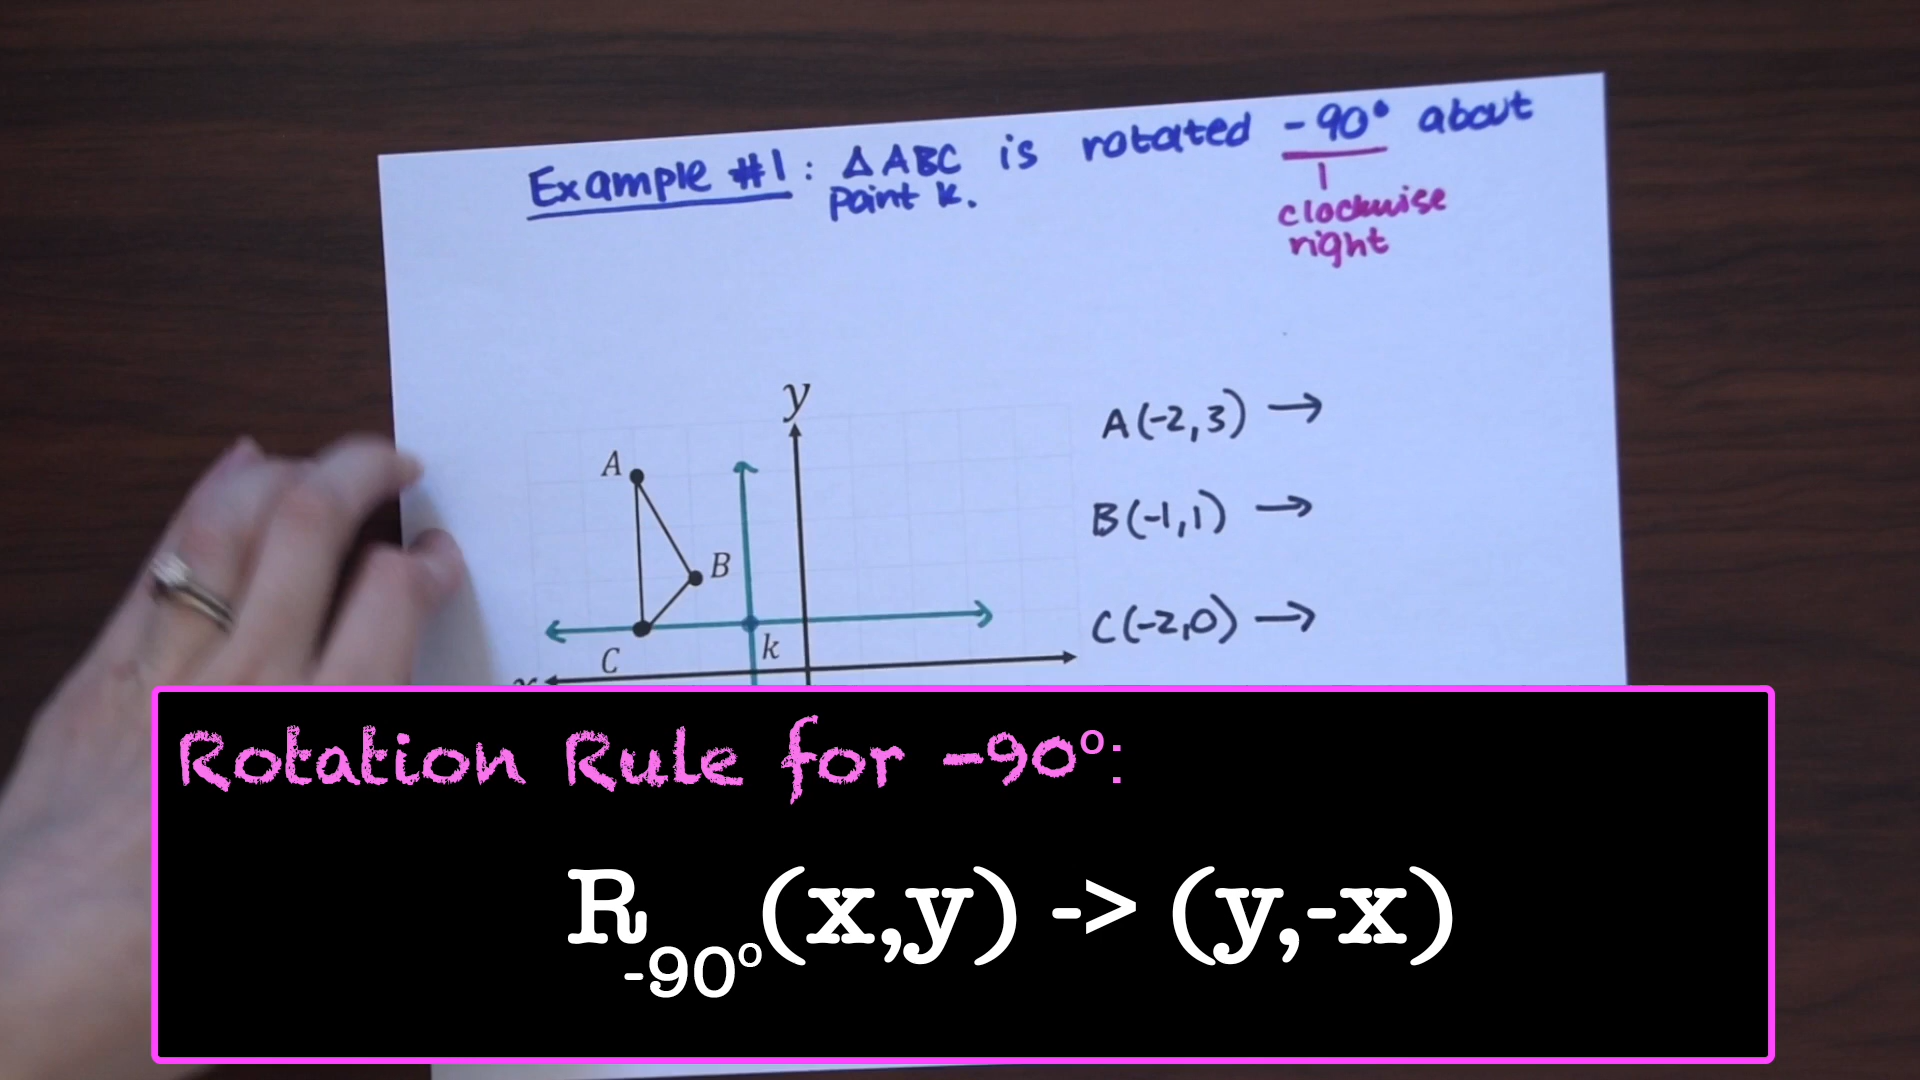 Example #1: △ABC is rotated -90° about
Point k.
clockwise
right
y
A
B
C
k
x
A(-2,3) →
B(-1,1) →
C(-2,0) →
Rotation Rule for -90°:
R-90°(x,y) -> (y,-x)